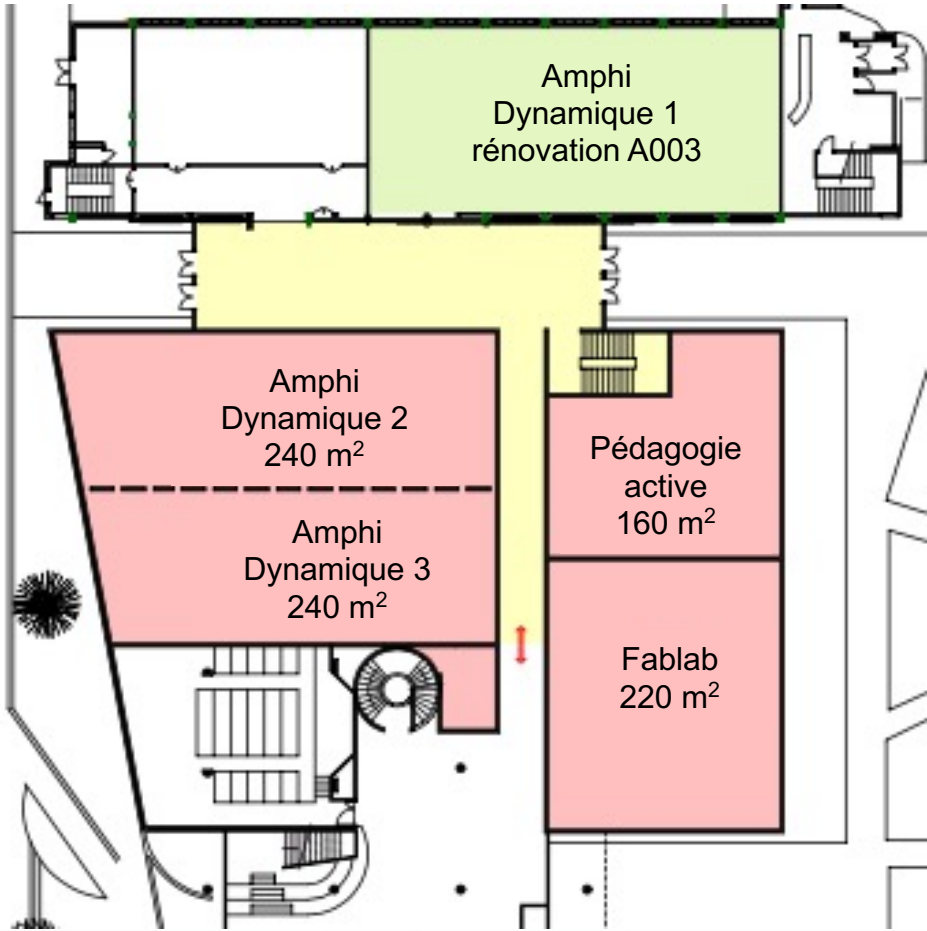 Amphi
Dynamique 1
rénovation A003
Amphi
Dynamique 2
240 m²
Pédagogie
active
160 m²
Amphi
Dynamique 3
240 m²
Fablab
220 m²